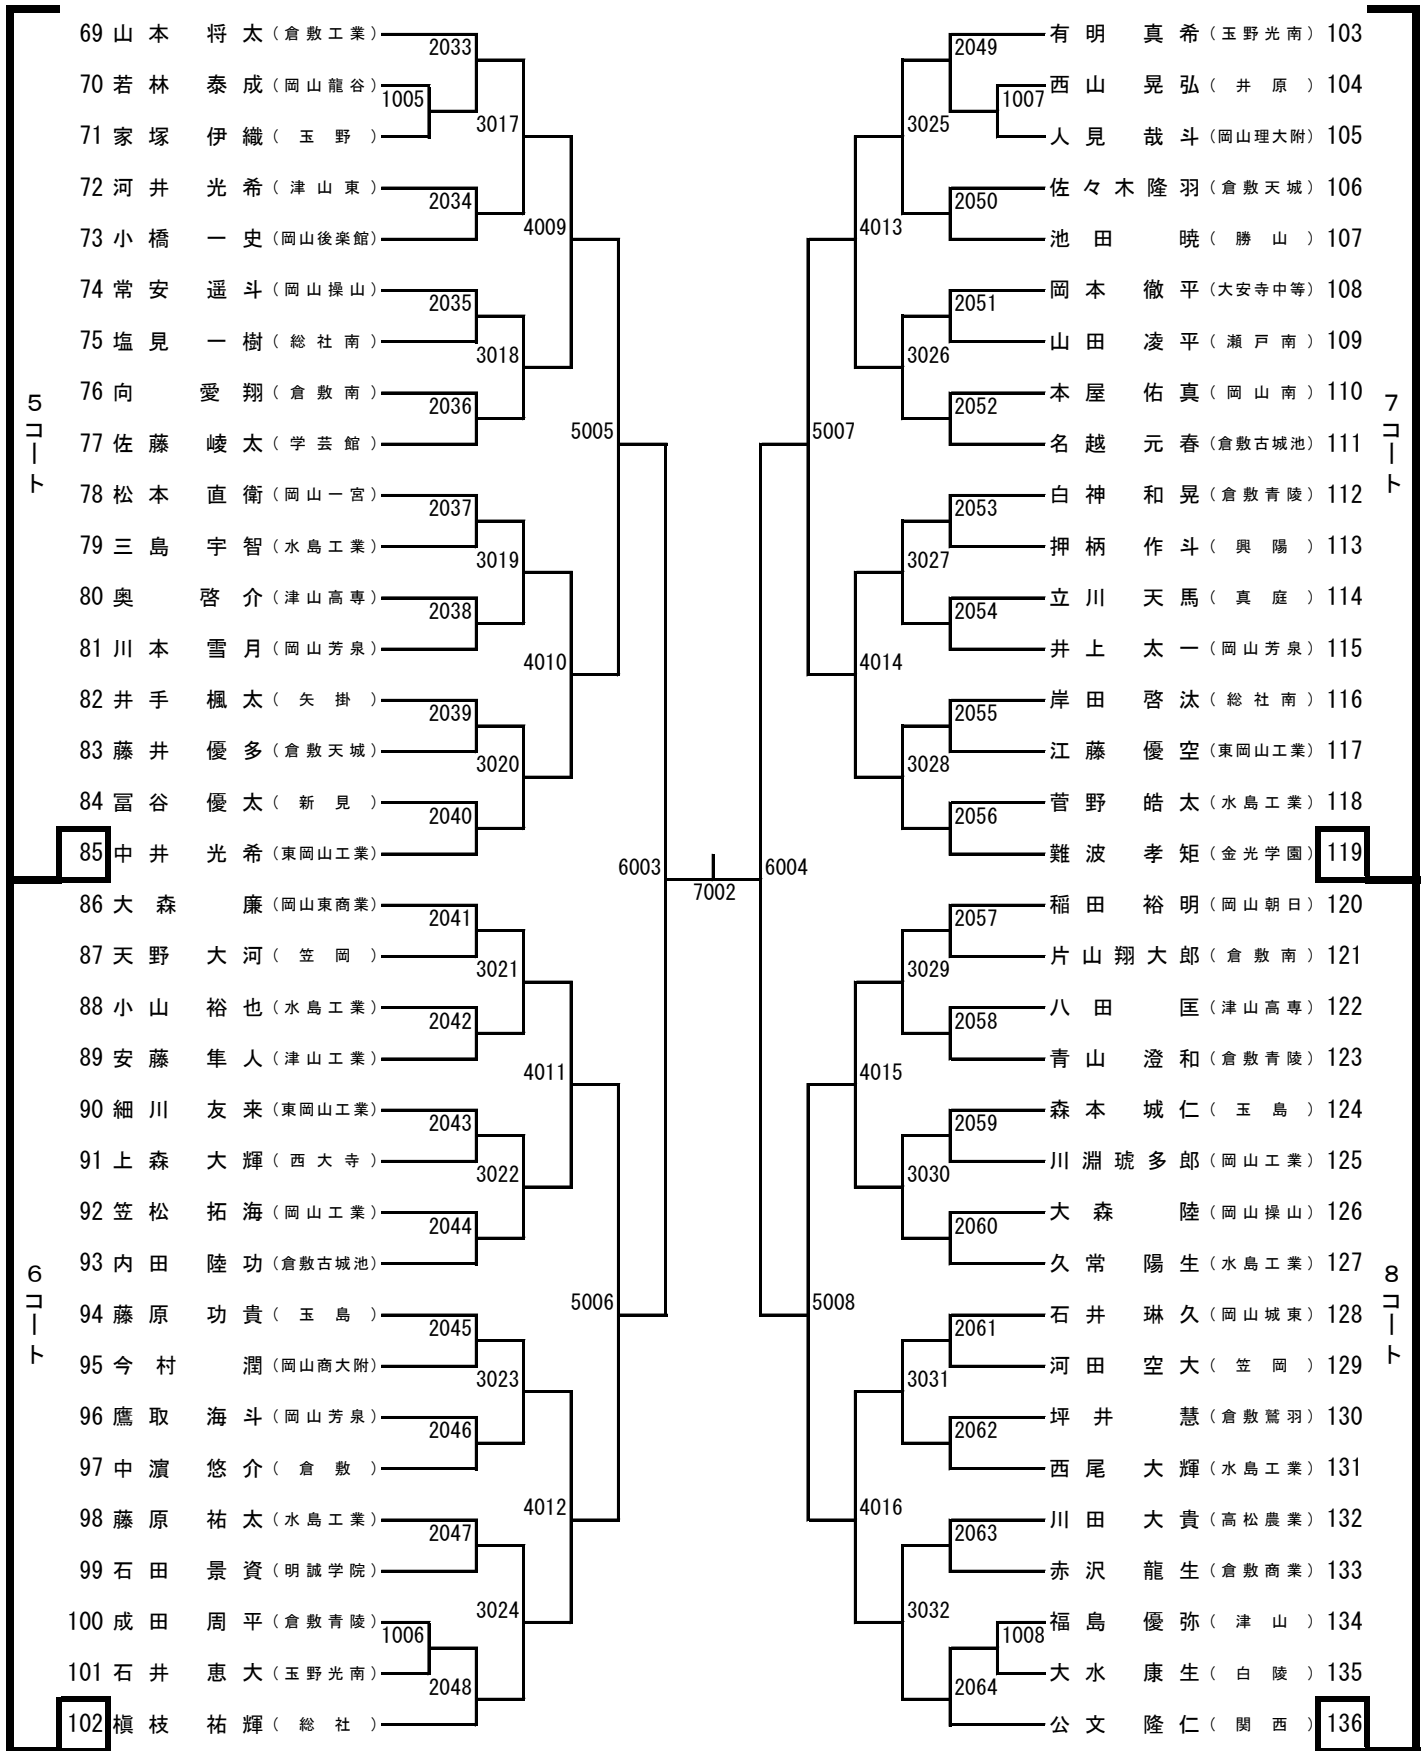 69 山本 将太 (倉敷工業)
70 若林 泰成 (岡山龍谷)
71 家塚 伊織 (玉野)
72 河井 光希 (津山東)
73 小橋 一史 (岡山後楽館)
74 常安 遥斗 (岡山操山)
75 塩見 一樹 (総社南)
76 向 愛翔 (倉敷南)
77 佐藤 崚太 (学芸館)
78 松本 直衛 (岡山一宮)
79 三島 宇智 (水島工業)
80 奥 啓介 (津山高専)
81 川本 雪月 (岡山芳泉)
82 井手 楓太 (矢掛)
83 藤井 優多 (倉敷天城)
84 冨谷 優太 (新見)
85 中井 光希 (東岡山工業)
86 大森 廉 (岡山東商業)
87 天野 大河 (笠岡)
88 小山 裕也 (水島工業)
89 安藤 隼人 (津山工業)
90 細川 友来 (東岡山工業)
91 上森 大輝 (西大寺)
92 笠松 拓海 (岡山工業)
93 内田 陸功 (倉敷古城池)
94 藤原 功貴 (玉島)
95 今村 潤 (岡山商大附)
96 鷹取 海斗 (岡山芳泉)
97 中濵 悠介 (倉敷)
98 藤原 祐太 (水島工業)
99 石田 景資 (明誠学院)
100 成田 周平 (倉敷青陵)
101 石井 恵大 (玉野光南)
102 槇枝 祐輝 (総社)
5コート
6コート
1005
1006
2033
2034
2035
2036
2037
2038
2039
2040
2041
2042
2043
2044
2045
2046
2047
2048
3017
3018
3019
3020
3021
3022
3023
3024
4009
4010
4011
4012
5005
5006
6003
7002
6004
5007
5008
4013
4014
4015
4016
3025
3026
3027
3028
3029
3030
3031
3032
2049
2050
2051
2052
2053
2054
2055
2056
2057
2058
2059
2060
2061
2062
2063
2064
1007
1008
有明 真希 (玉野光南) 103
西山 晃弘 (井原) 104
人見 哉斗 (岡山理大附) 105
佐々木隆羽 (倉敷天城) 106
池田 暁 (勝山) 107
岡本 徹平 (大安寺中等) 108
山田 凌平 (瀬戸南) 109
本屋 佑真 (岡山南) 110
名越 元春 (倉敷古城池) 111
白神 和晃 (倉敷青陵) 112
押柄 作斗 (興陽) 113
立川 天馬 (真庭) 114
井上 太一 (岡山芳泉) 115
岸田 啓汰 (総社南) 116
江藤 優空 (東岡山工業) 117
菅野 皓太 (水島工業) 118
難波 孝矩 (金光学園) 119
稲田 裕明 (岡山朝日) 120
片山翔大郎 (倉敷南) 121
八田 匡 (津山高専) 122
青山 澄和 (倉敷青陵) 123
森本 城仁 (玉島) 124
川淵琥多郎 (岡山工業) 125
大森 陸 (岡山操山) 126
久常 陽生 (水島工業) 127
石井 琳久 (岡山城東) 128
河田 空大 (笠岡) 129
坪井 慧 (倉敷鷲羽) 130
西尾 大輝 (水島工業) 131
川田 大貴 (高松農業) 132
赤沢 龍生 (倉敷商業) 133
福島 優弥 (津山) 134
大水 康生 (白陵) 135
公文 隆仁 (関西) 136
7コート
8コート